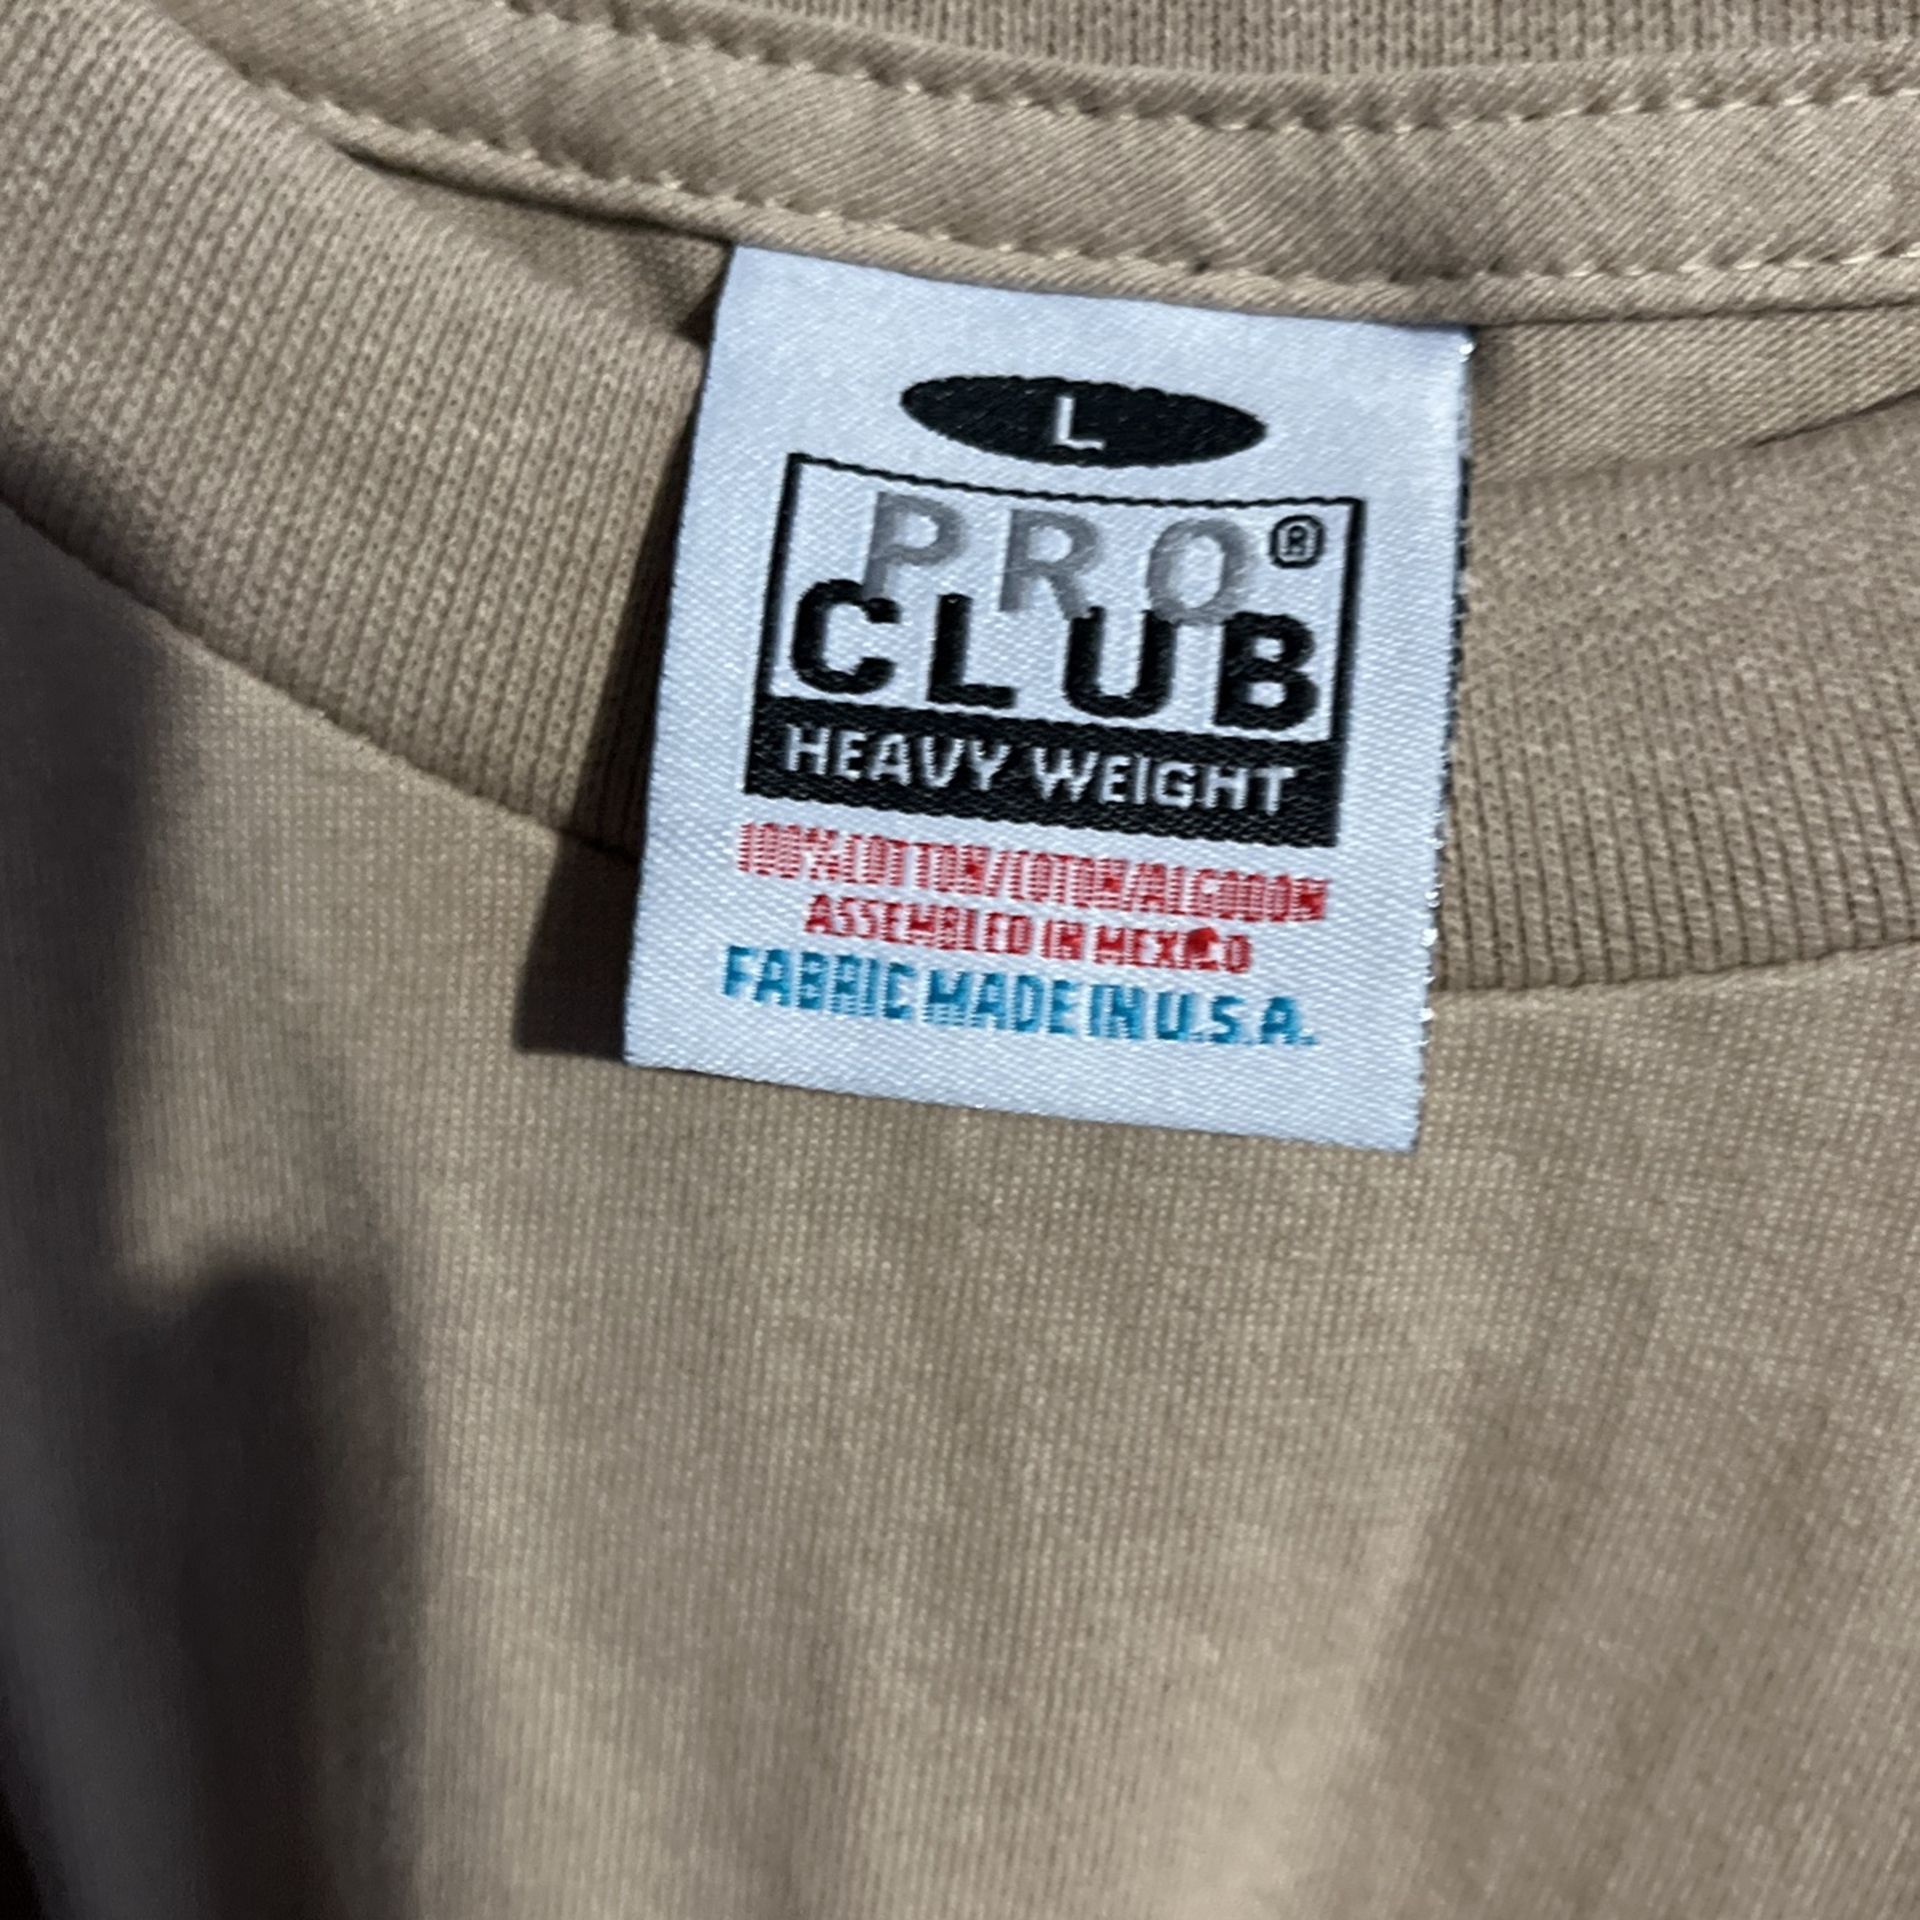 L
PRO®
CLUB
HEAVY WEIGHT
100% COTTON/COTON/ALGODON
ASSEMBLED IN MEXICO
FABRIC MADE IN U.S.A.